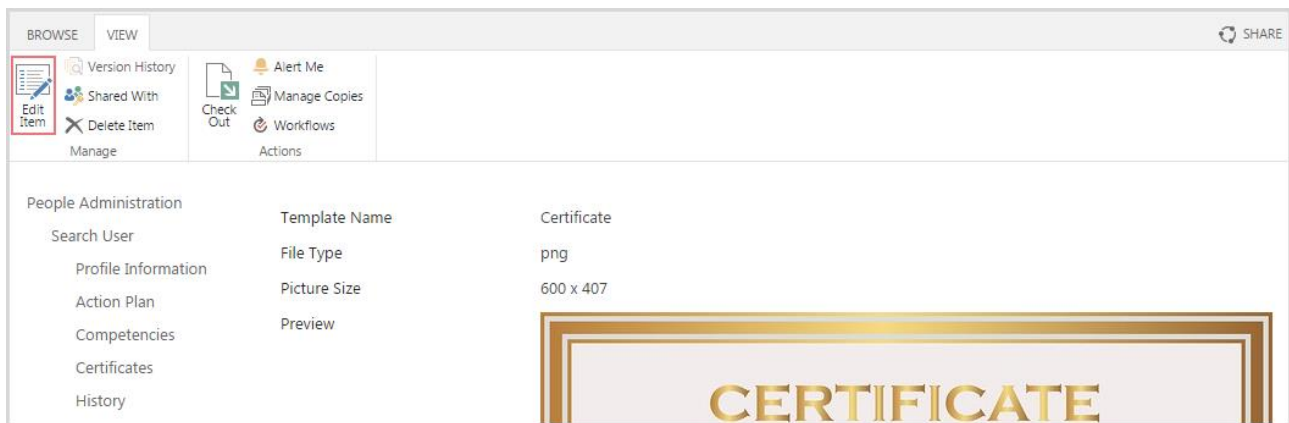 BROWSE VIEW SHARE
Edit Item
Version History
Shared With
Delete Item
Manage
Check Out
Alert Me
Manage Copies
Workflows
Actions
People Administration
Search User
Profile Information
Action Plan
Competencies
Certificates
History
Template Name Certificate
File Type png
Picture Size 600 x 407
Preview
CERTIFICATE